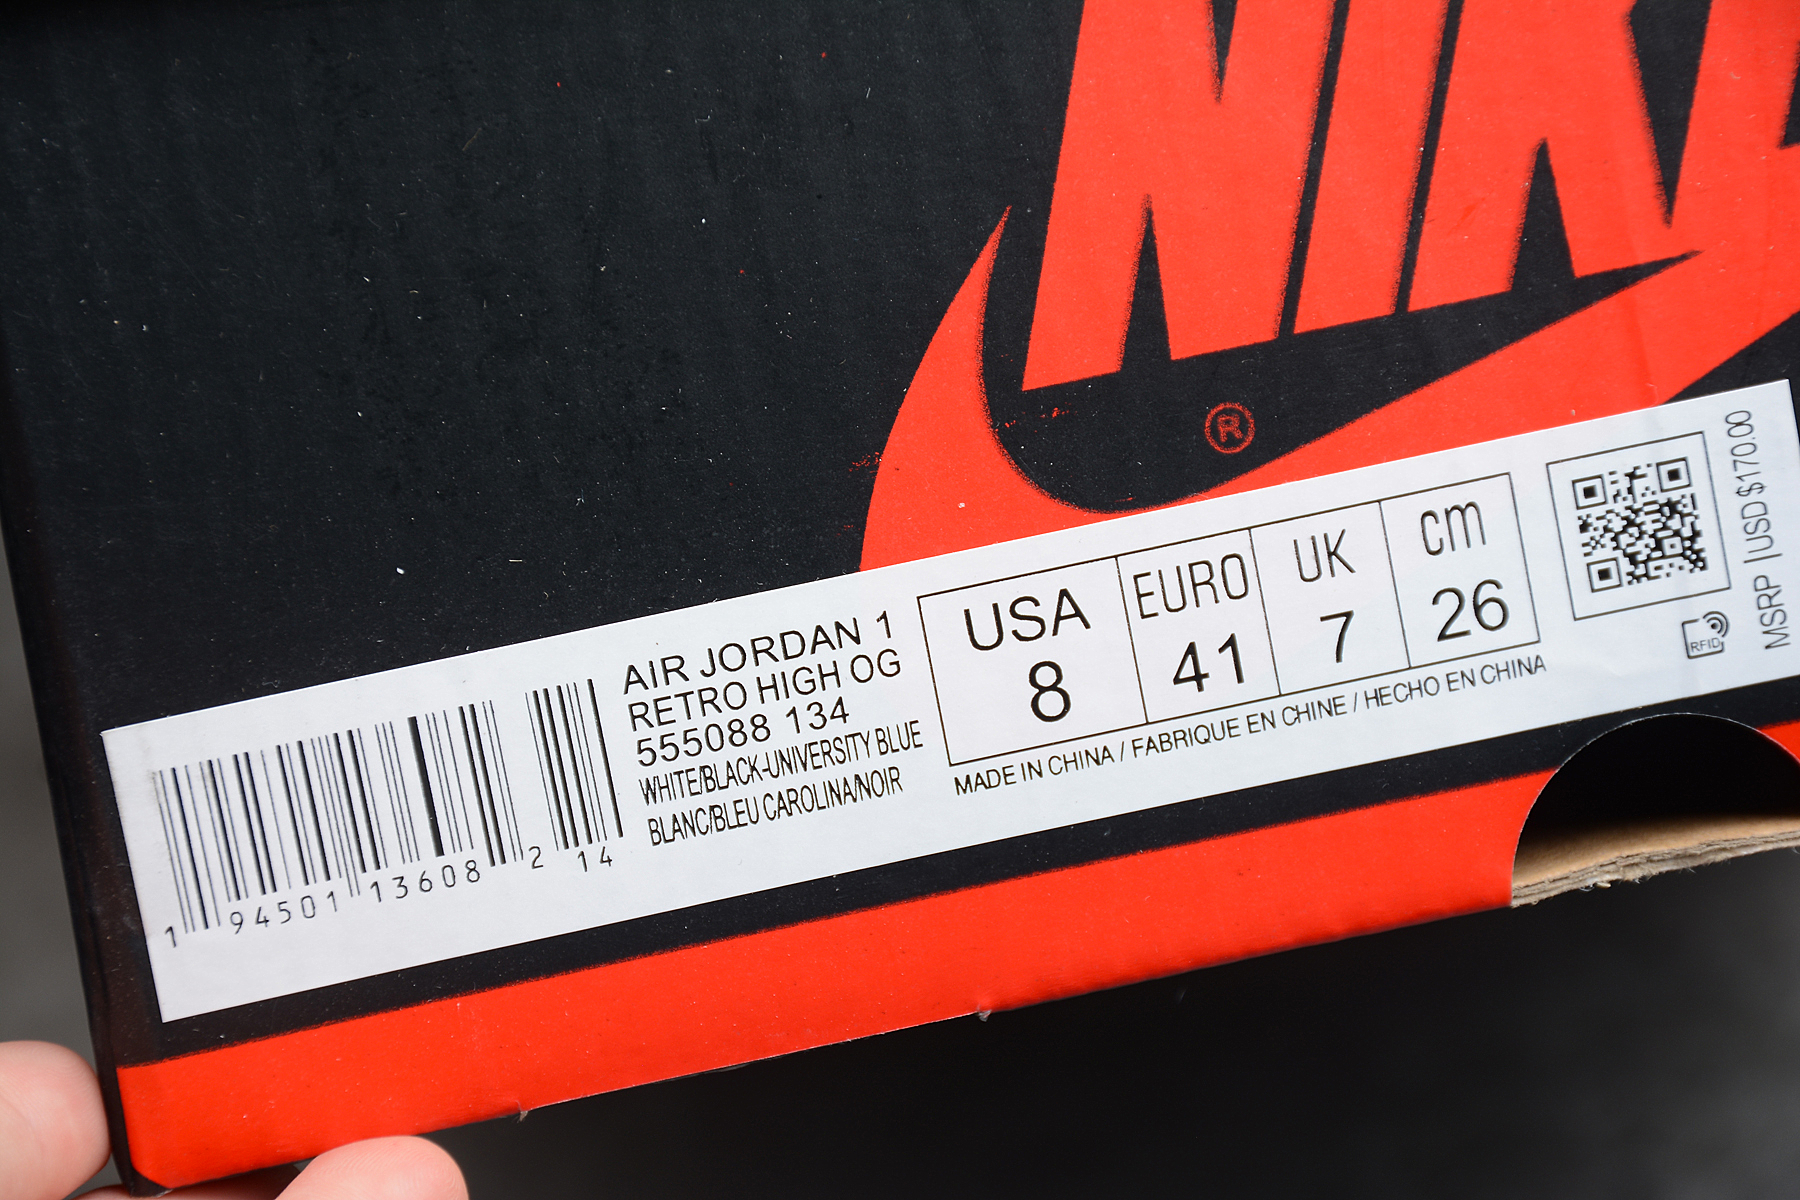 NIKE
®
AIR JORDAN 1
RETRO HIGH OG
555088 134
WHITE/BLACK-UNIVERSITY BLUE
BLANC/BLEU CAROLINA/NOIR
1 94501 13608 2 14
USA EURO UK cm
8 41 7 26
MADE IN CHINA / FABRIQUE EN CHINE / HECHO EN CHINA
RFID
MSRP |USD $170.00